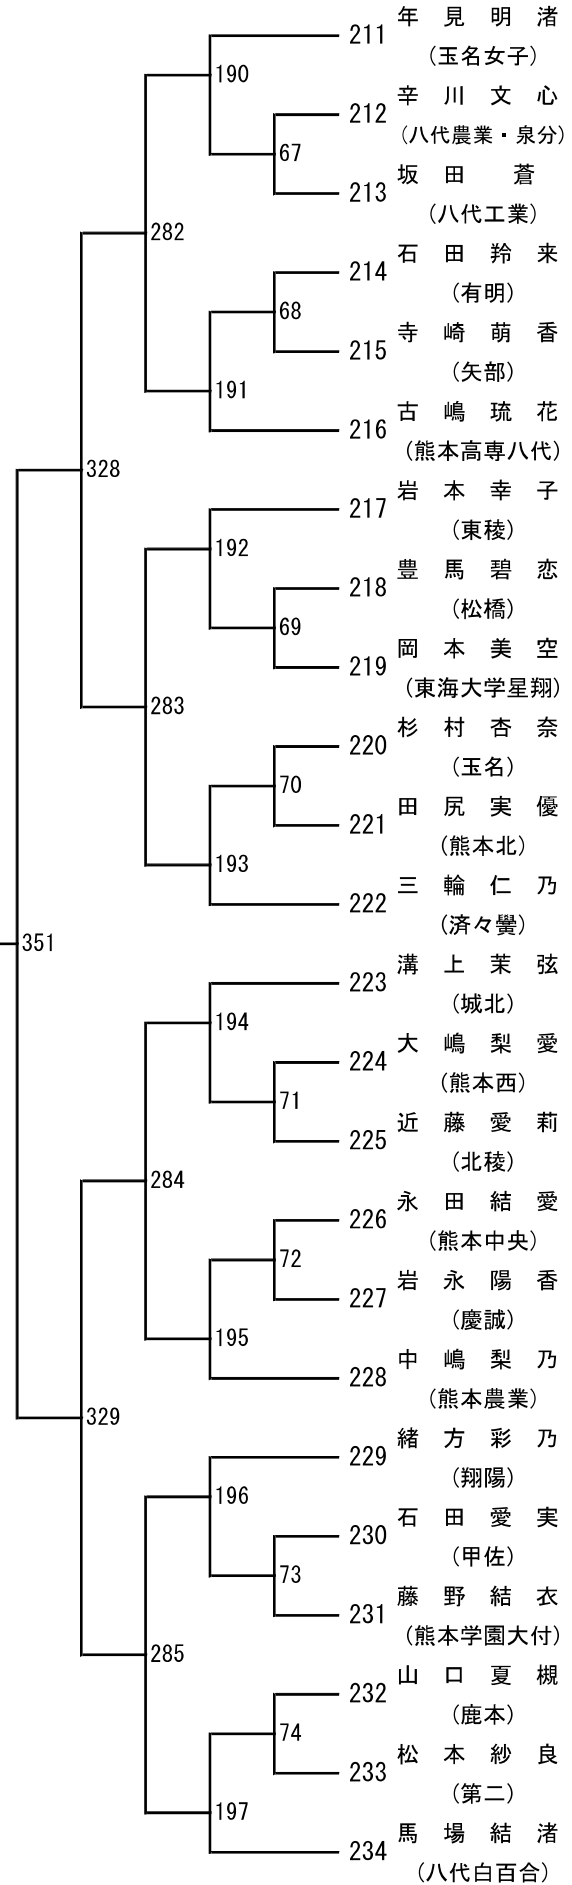 211 年見明渚
(玉名女子)
190
212 辛川文心
(八代農業・泉分)
67
213 坂田蒼
(八代工業)
282
214 石田羚来
(有明)
68
215 寺崎萌香
(矢部)
191
216 古嶋琉花
(熊本高専八代)
328
217 岩本幸子
(東稜)
192
218 豊馬碧恋
(松橋)
69
219 岡本美空
(東海大学星翔)
283
220 杉村杏奈
(玉名)
70
221 田尻実優
(熊本北)
193
222 三輪仁乃
(済々黌)
351
223 溝上茉弦
(城北)
194
224 大嶋梨愛
(熊本西)
71
225 近藤愛莉
(北稜)
284
226 永田結愛
(熊本中央)
72
227 岩永陽香
(慶誠)
195
228 中嶋梨乃
(熊本農業)
329
229 緒方彩乃
(翔陽)
196
230 石田愛実
(甲佐)
73
231 藤野結衣
(熊本学園大付)
285
232 山口夏槻
(鹿本)
74
233 松本紗良
(第二)
197
234 馬場結渚
(八代白百合)